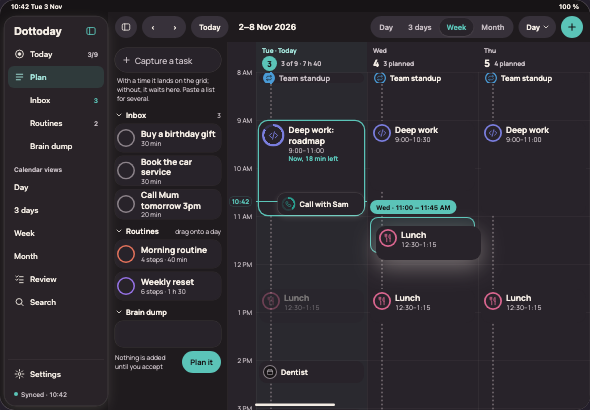 10:42 Tue 3 Nov
100 %
Dottoday
Today 3/9
Plan
Inbox 3
Routines 2
Brain dump
Calendar views
Day
3 days
Week
Month
Review
Search
Settings
Synced · 10:42
Today
2–8 Nov 2026
Day
3 days
Week
Month
Day
+ Capture a task
With a time it lands on the grid;
without, it waits here. Paste a list
for several.
Inbox 3
Buy a birthday gift
30 min
Book the car
service
30 min
Call Mum
tomorrow 3pm
20 min
Routines drag onto a day
Morning routine
4 steps · 40 min
Weekly reset
6 steps · 1 h 30
Brain dump
Nothing is added
until you accept
Plan it
Tue · Today
3 3 of 9 · 7 h 40
Wed
4 3 planned
Thu
5 4 planned
8 AM
9 AM
10 AM
10:42
11 AM
12 PM
1 PM
2 PM
3 PM
Team standup
Deep work:
roadmap
9:00–11:00
Now, 18 min left
Call with Sam
Lunch
12:30–1:15
Dentist
Team standup
Deep work
9:00–10:30
Wed · 11:00 – 11:45 AM
Lunch
12:30–1:15
Lunch
12:30–1:15
Team standup
Deep work
9:00–11:00
Lunch
12:30–1:15